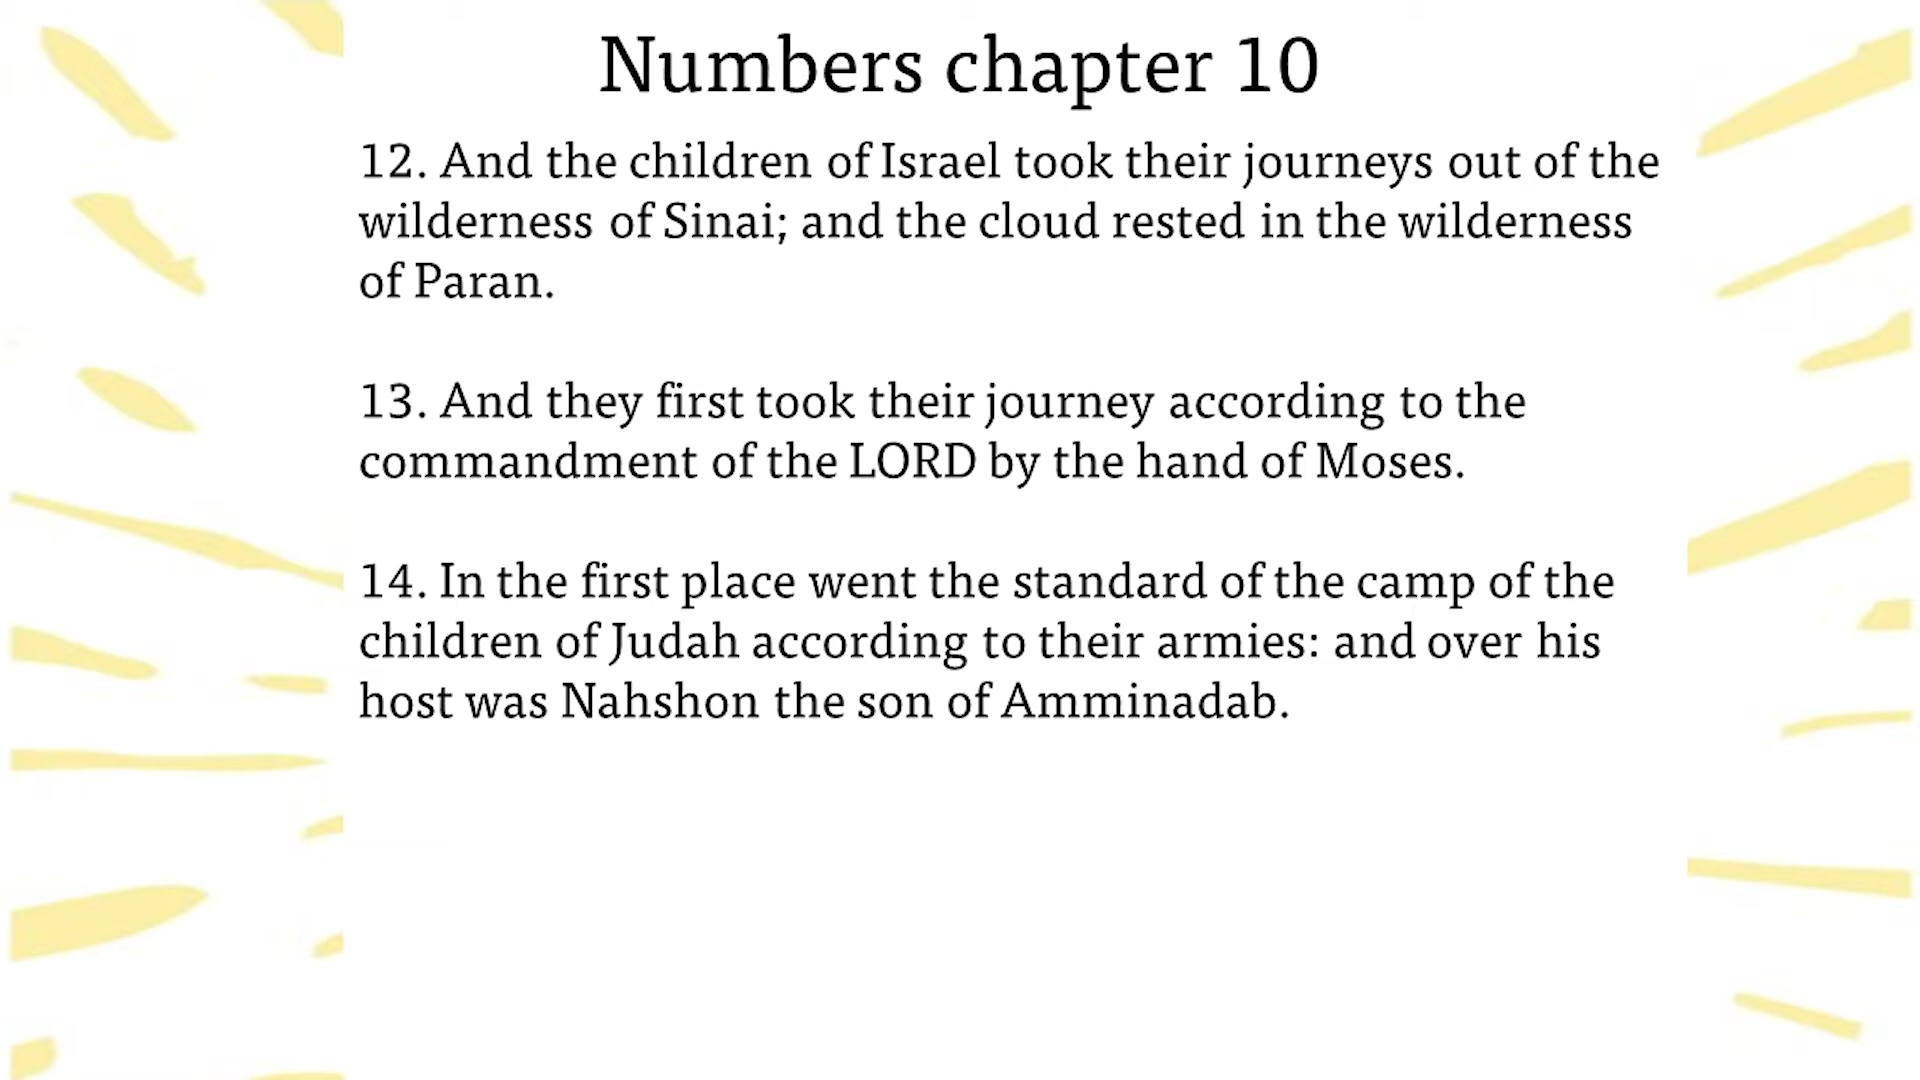 Numbers chapter 10
12. And the children of Israel took their journeys out of the
wilderness of Sinai; and the cloud rested in the wilderness
of Paran.
13. And they first took their journey according to the
commandment of the LORD by the hand of Moses.
14. In the first place went the standard of the camp of the
children of Judah according to their armies: and over his
host was Nahshon the son of Amminadab.